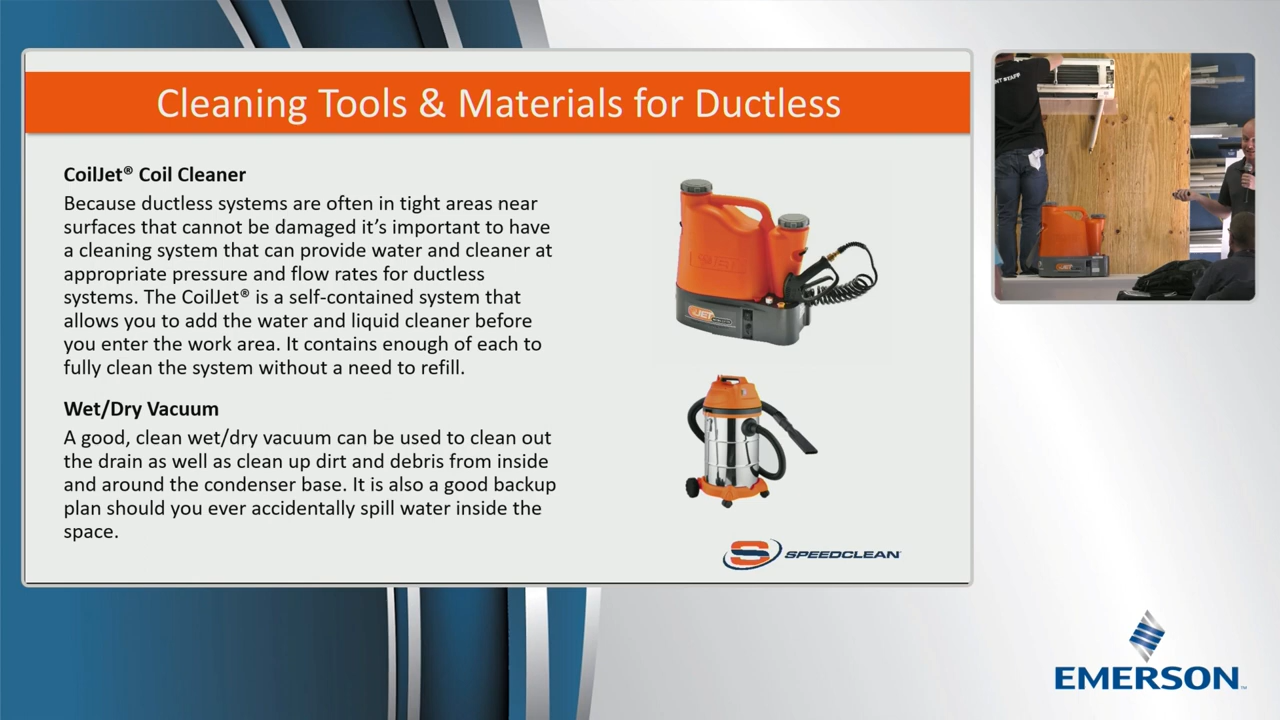 Cleaning Tools & Materials for Ductless
CoilJet® Coil Cleaner
Because ductless systems are often in tight areas near
surfaces that cannot be damaged it’s important to have
a cleaning system that can provide water and cleaner at
appropriate pressure and flow rates for ductless
systems. The CoilJet® is a self-contained system that
allows you to add the water and liquid cleaner before
you enter the work area. It contains enough of each to
fully clean the system without a need to refill.
Wet/Dry Vacuum
A good, clean wet/dry vacuum can be used to clean out
the drain as well as clean up dirt and debris from inside
and around the condenser base. It is also a good backup
plan should you ever accidentally spill water inside the
space.
JET
SPEEDCLEAN
NT STAFF
JET
EMERSON™